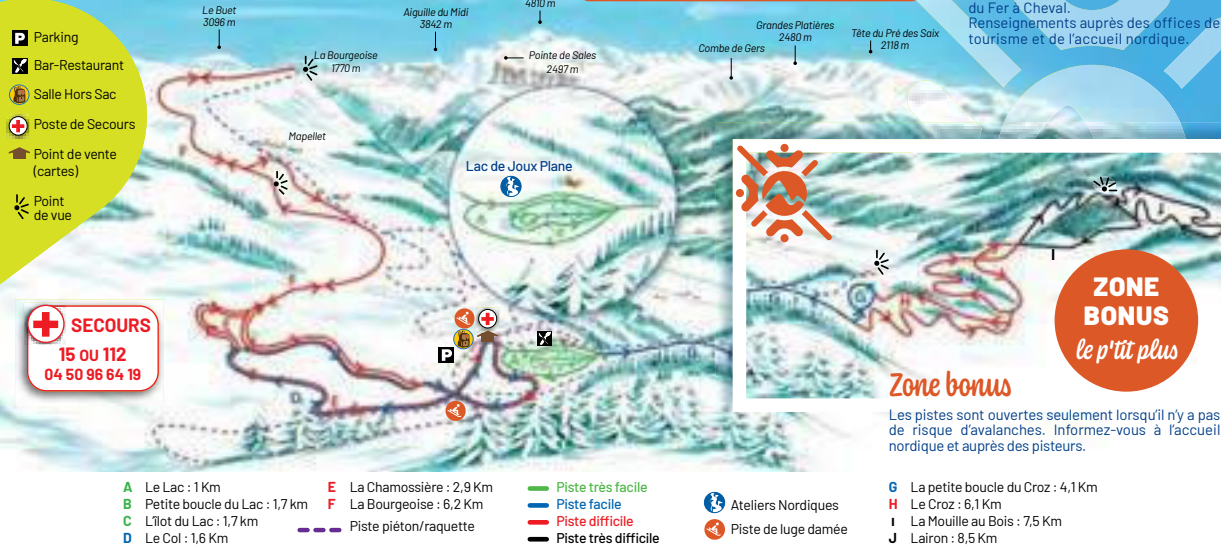 Le Buet
3096 m
Aiguille du Midi
3842 m
4810 m
La Bourgeoise
1770 m
Pointe de Sales
2497 m
Combe de Gers
Grandes Platières
2480 m
Tête du Pré des Saix
2118 m
du Fer à Cheval.
Renseignements auprès des offices de
tourisme et de l'accueil nordique.
P Parking
Bar-Restaurant
Salle Hors Sac
Poste de Secours
Point de vente
(cartes)
Point
de vue
Mapellet
Lac de Joux Plane
P
D
I
J
G
H
SECOURS
15 OU 112
04 50 96 64 19
ZONE
BONUS
le p'tit plus
Zone bonus
Les pistes sont ouvertes seulement lorsqu'il n'y a pas
de risque d'avalanches. Informez-vous à l'accueil
nordique et auprès des pisteurs.
A Le Lac : 1 Km
B Petite boucle du Lac : 1,7 km
C L'îlot du Lac : 1,7 km
D Le Col : 1,6 Km
E La Chamossière : 2,9 Km
F La Bourgeoise : 6,2 Km
Piste piéton/raquette
Piste très facile
Piste facile
Piste difficile
Piste très difficile
Ateliers Nordiques
Piste de luge damée
G La petite boucle du Croz : 4,1 Km
H Le Croz : 6,1 Km
I La Mouille au Bois : 7,5 Km
J Lairon : 8,5 Km